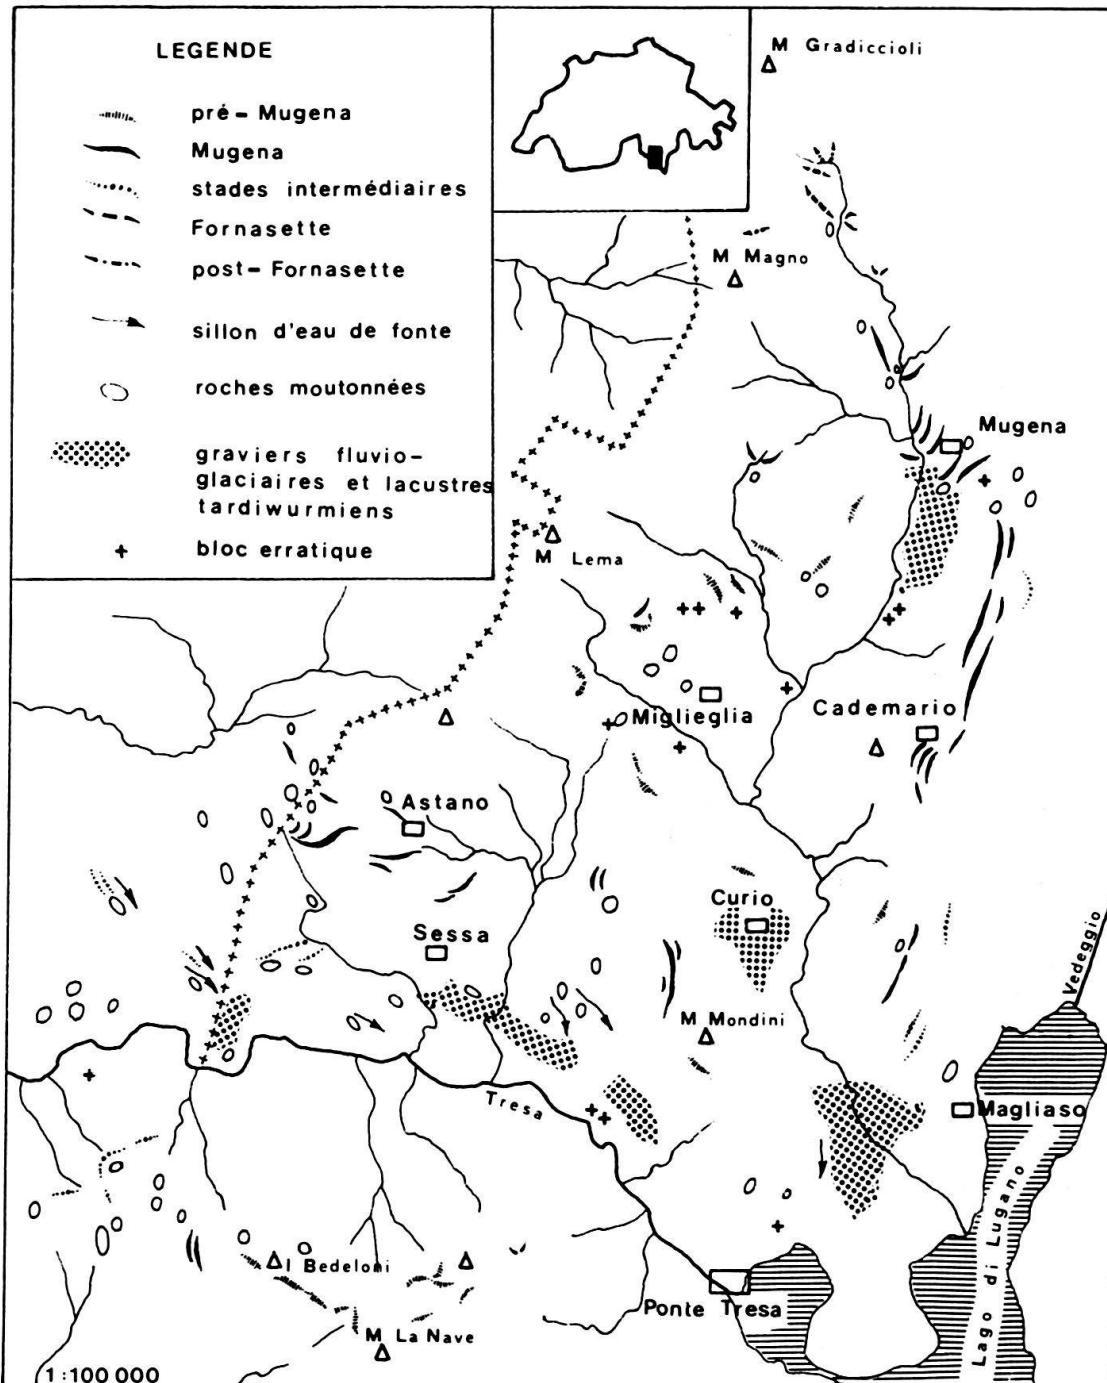 LEGENDE
pré-Mugena
Mugena
stades intermédiaires
Fornasette
post-Fornasette
sillon d'eau de fonte
roches moutonnées
graviers fluvio-
glaciaires et lacustres
tardiwurmiens
bloc erratique
M Gradiccioli
M Magno
Mugena
M Lema
Miglieglia
Cademario
Astano
Curio
Sessa
Vedeggio
M Mondini
Tresa
Magliaso
Lago di Lugano
I Bedeloni
Ponte Tresa
M La Nave
1:100 000